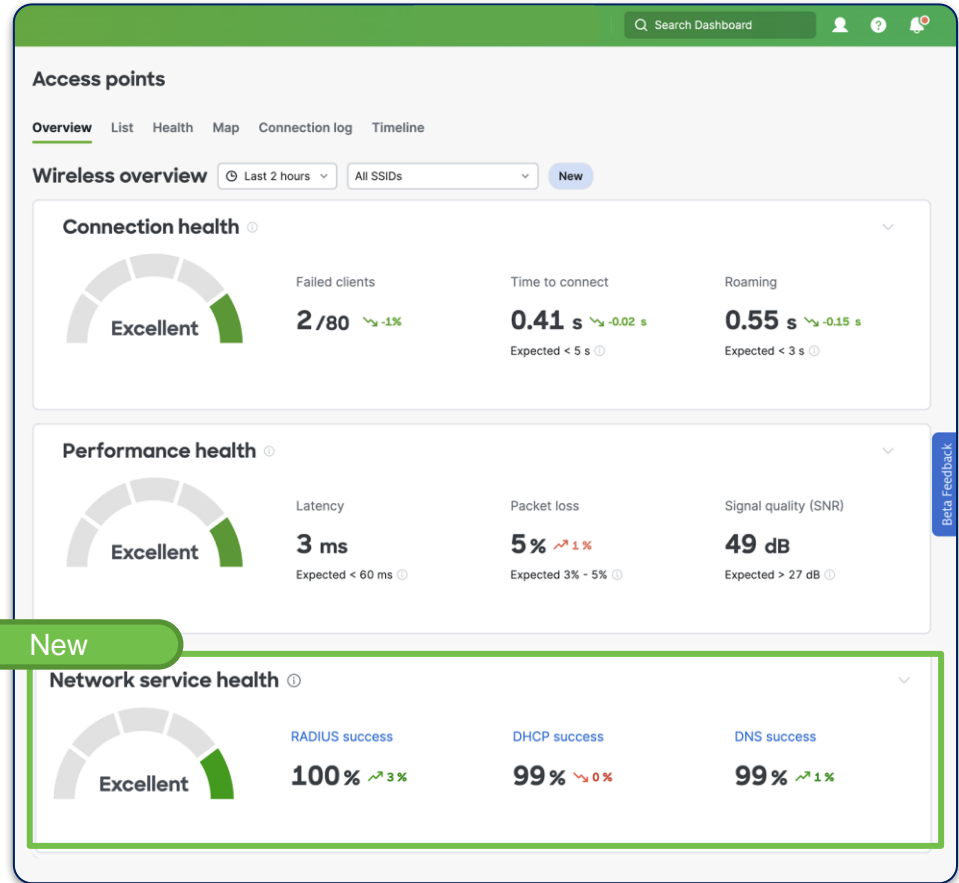 Search Dashboard
Access points
Overview List Health Map Connection log Timeline
Wireless overview Last 2 hours All SSIDs New
Connection health
Excellent
Failed clients
2 /80 -1%
Time to connect
0.41 s -0.02 s
Expected < 5 s
Roaming
0.55 s -0.15 s
Expected < 3 s
Performance health
Excellent
Latency
3 ms
Expected < 60 ms
Packet loss
5 % 1 %
Expected 3% - 5%
Signal quality (SNR)
49 dB
Expected > 27 dB
Beta Feedback
New
Network service health
Excellent
RADIUS success
100 % 3 %
DHCP success
99 % 0 %
DNS success
99 % 1 %